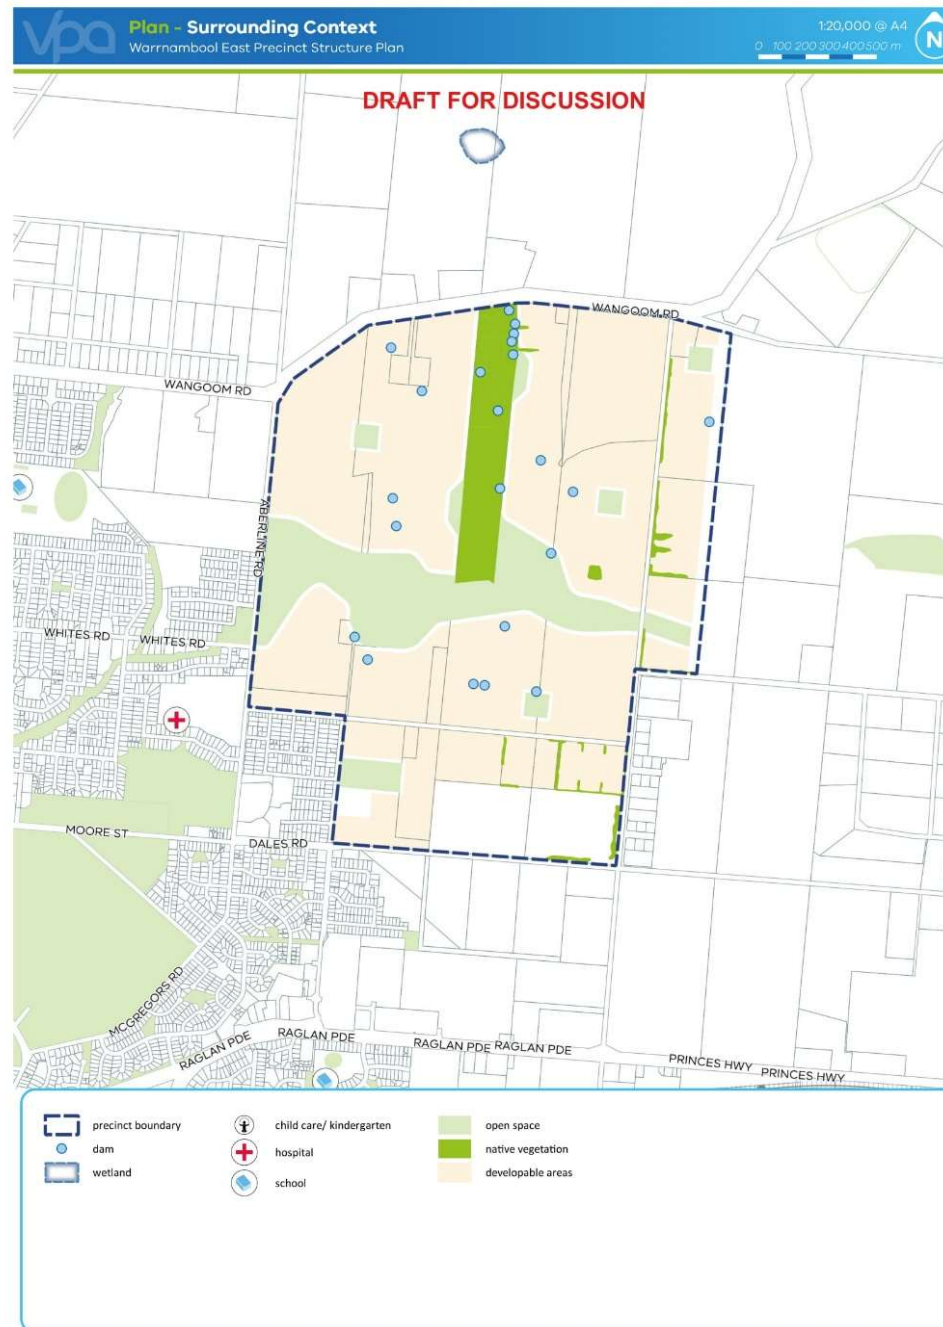 vpa
Plan - Surrounding Context
Warrnambool East Precinct Structure Plan
1:20,000 @ A4
0 100 200 300 400 500 m
N
DRAFT FOR DISCUSSION
WANGOOM RD
WANGOOM RD
ABERLINE RD
WHITES RD
WHITES RD
MOORE ST
DALES RD
MCGREGORS RD
RAGLAN PDE
RAGLAN PDE
RAGLAN PDE
RAGLAN PDE
PRINCES HWY
PRINCES HWY
precinct boundary
dam
wetland
child care/ kindergarten
hospital
school
open space
native vegetation
developable areas